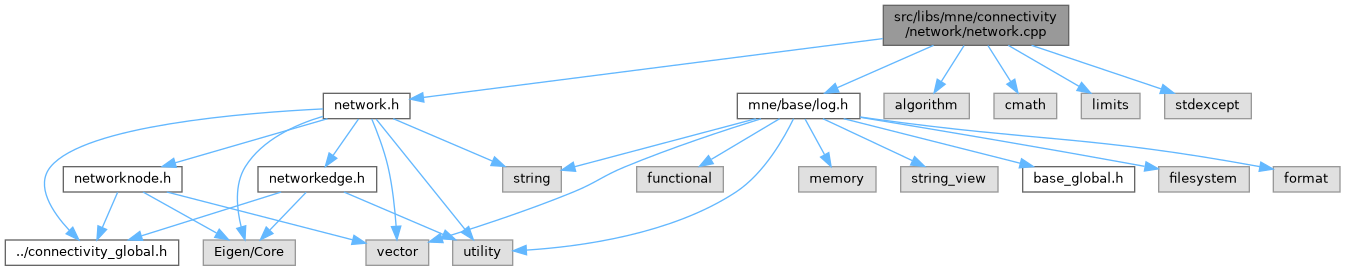 src/libs/mne/connectivity
/network/network.cpp
network.h
mne/base/log.h
algorithm
cmath
limits
stdexcept
networknode.h
networkedge.h
string
functional
memory
string_view
base_global.h
filesystem
format
../connectivity_global.h
Eigen/Core
vector
utility